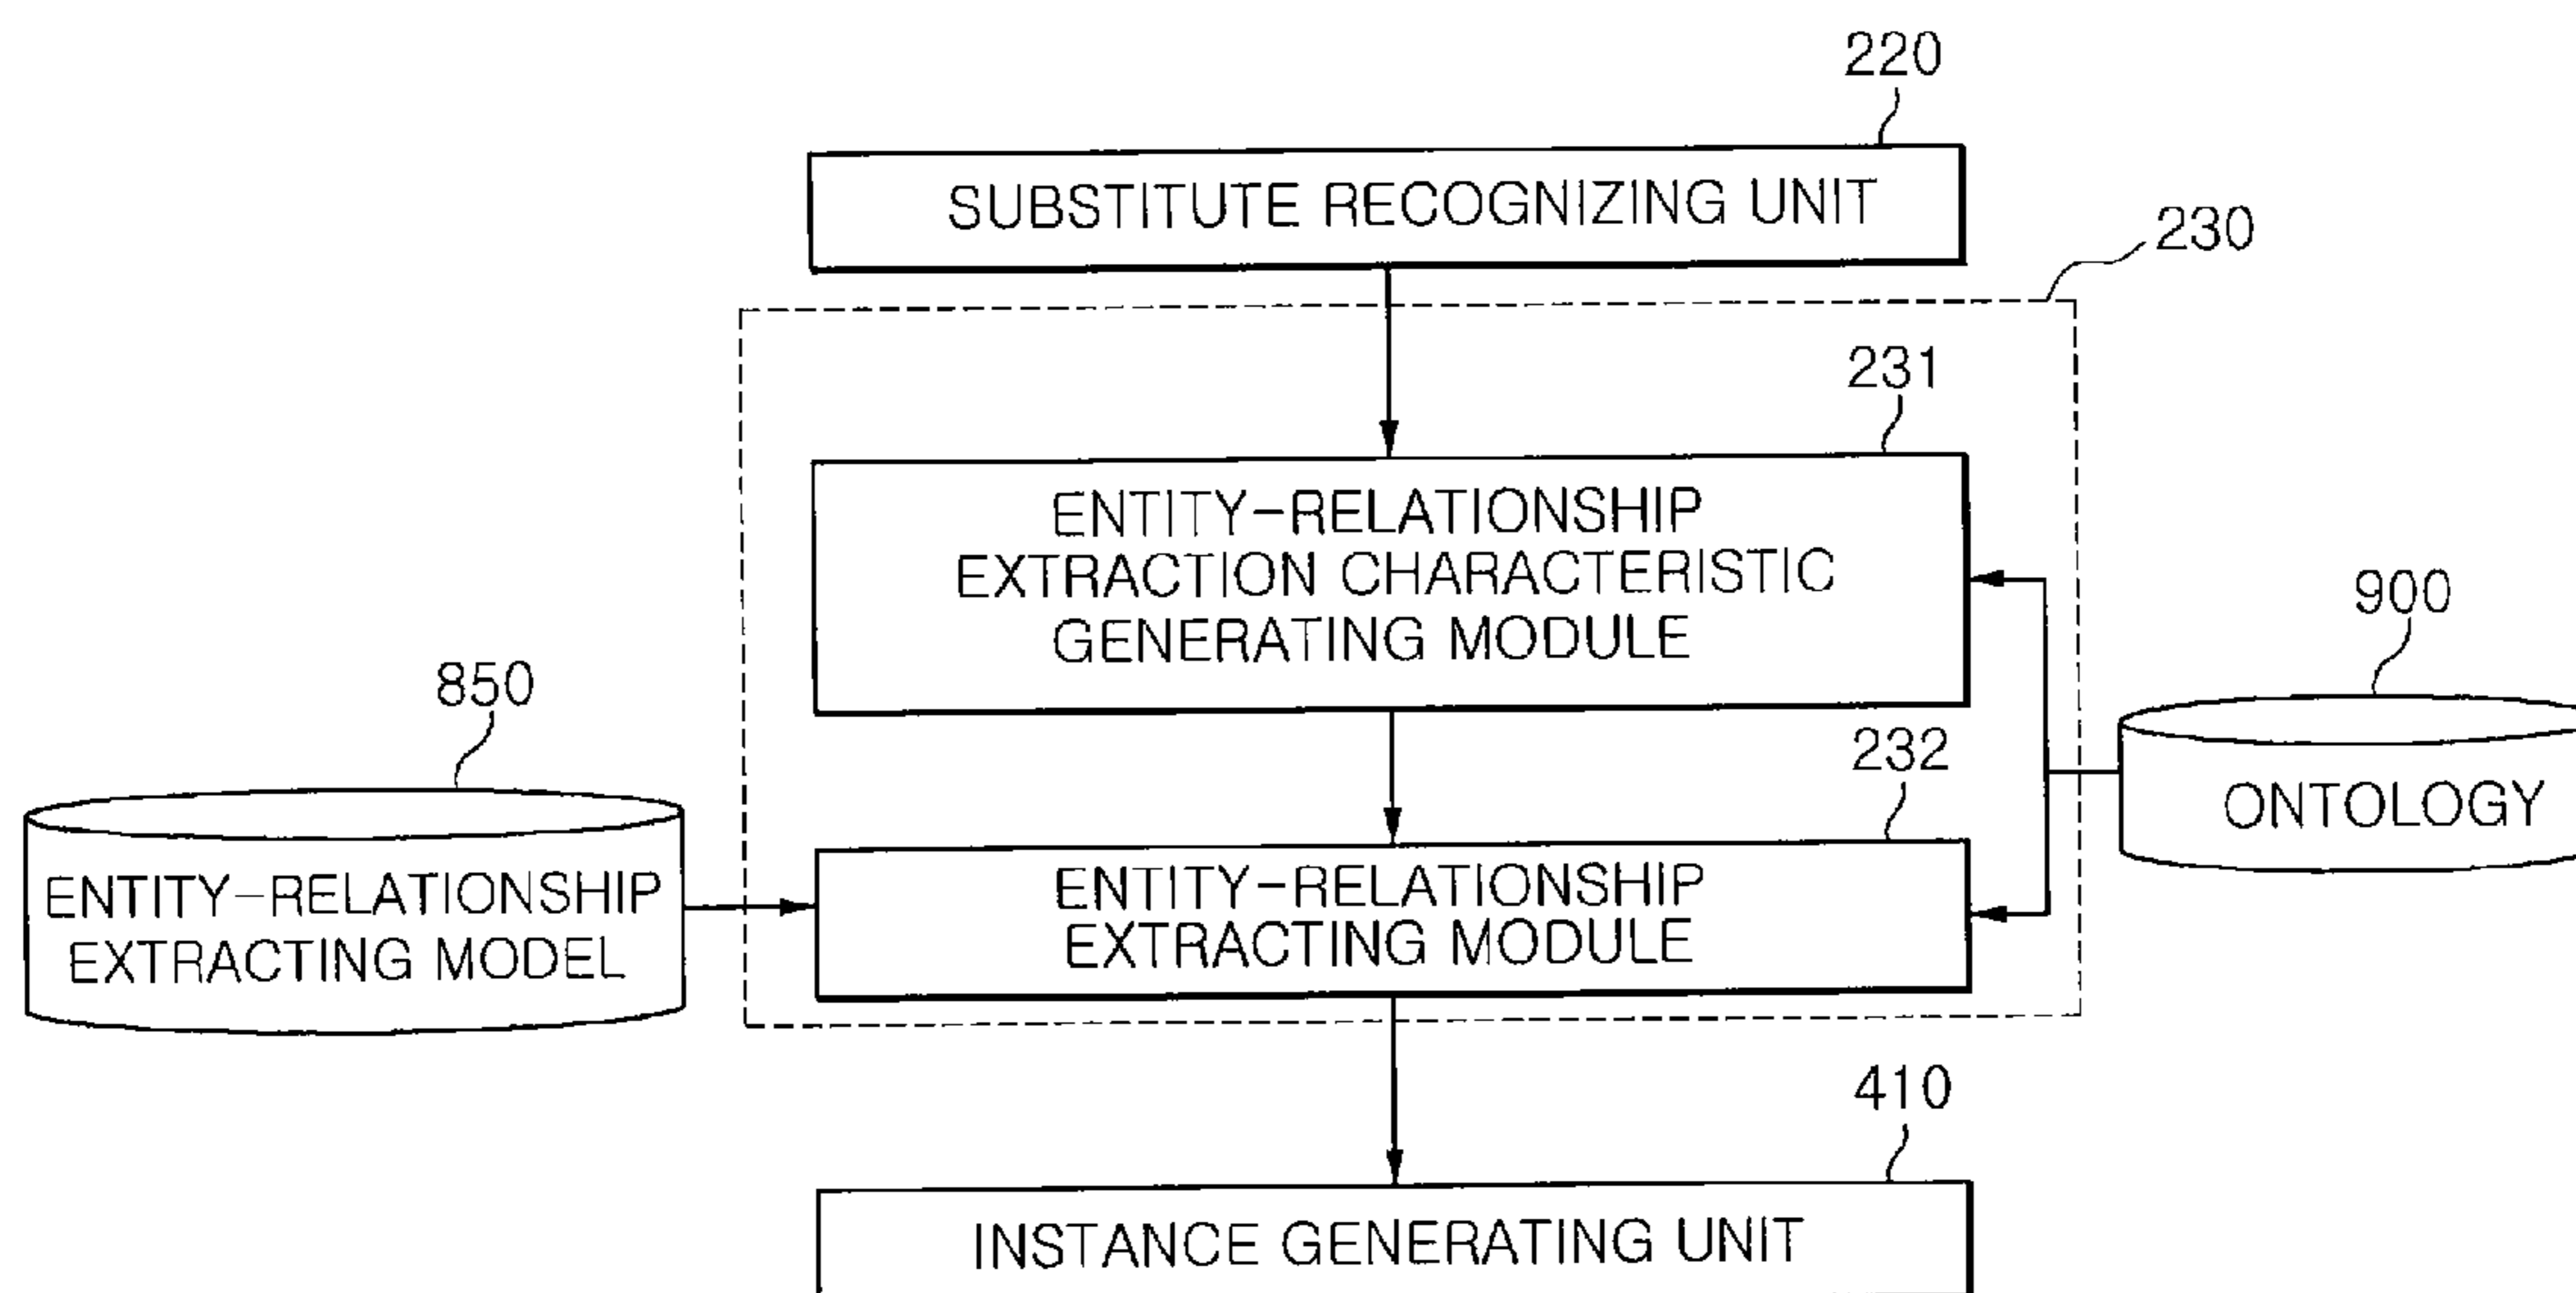 220
SUBSTITUTE RECOGNIZING UNIT
230
231
ENTITY-RELATIONSHIP
EXTRACTION CHARACTERISTIC
GENERATING MODULE
900
ONTOLOGY
850
ENTITY-RELATIONSHIP
EXTRACTING MODEL
232
ENTITY-RELATIONSHIP
EXTRACTING MODULE
410
INSTANCE GENERATING UNIT